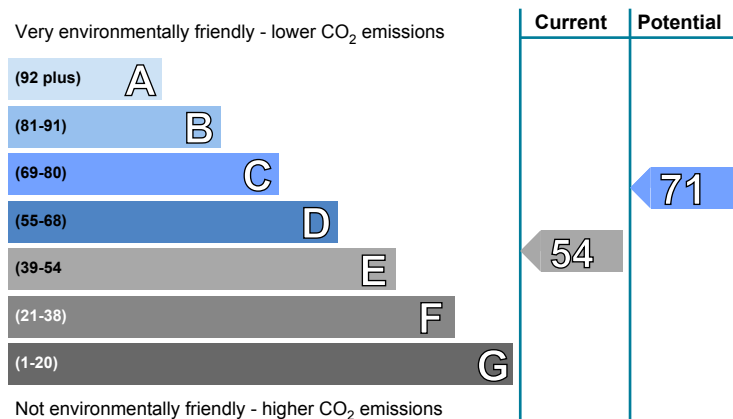 Current Potential
Very environmentally friendly - lower CO₂ emissions
(92 plus) A
(81-91) B
(69-80) C
71
(55-68) D
54
(39-54 E
(21-38) F
(1-20) G
Not environmentally friendly - higher CO₂ emissions